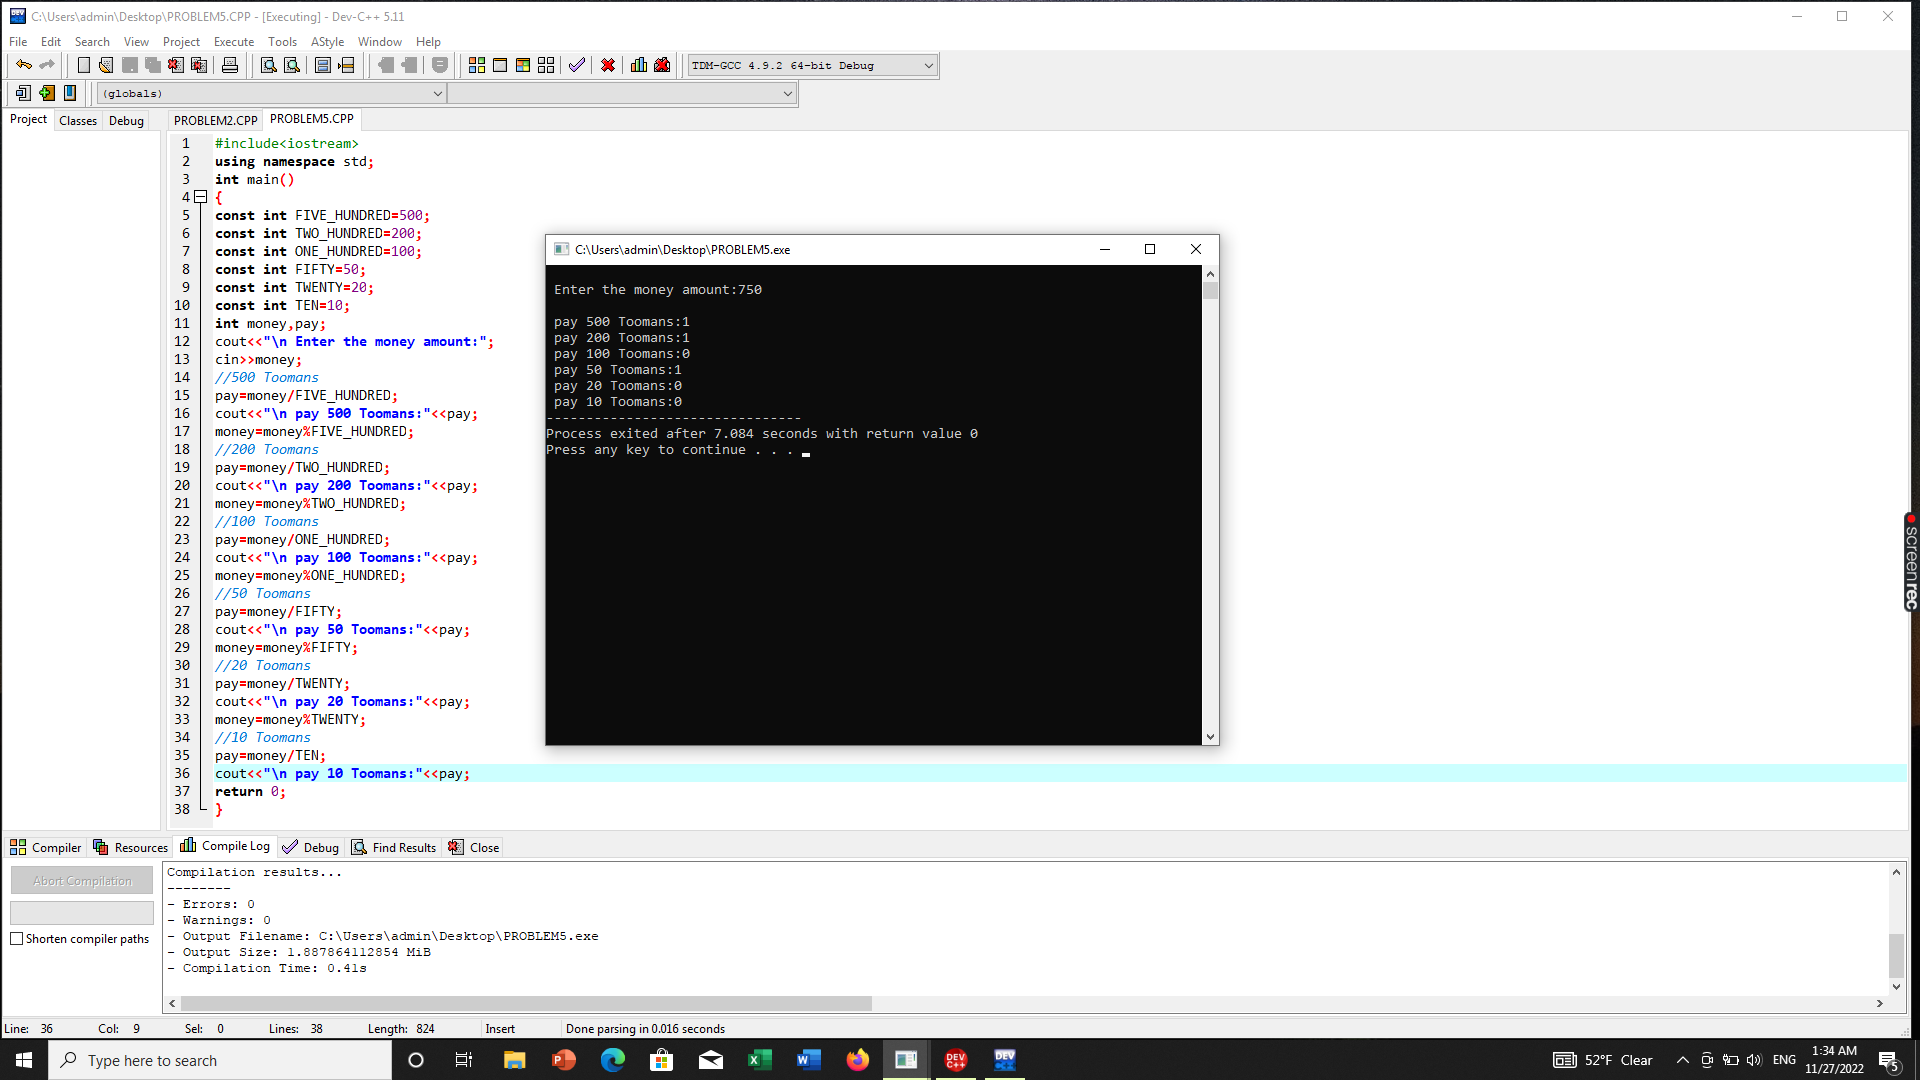 C:\Users\admin\Desktop\PROBLEM5.CPP - [Executing] - Dev-C++ 5.11
File Edit Search View Project Execute Tools AStyle Window Help
TDM-GCC 4.9.2 64-bit Debug
(globals)
Project Classes Debug
PROBLEM2.CPP PROBLEM5.CPP
1 #include<iostream>
2 using namespace std;
3 int main()
4 {
5 const int FIVE_HUNDRED=500;
6 const int TWO_HUNDRED=200;
7 const int ONE_HUNDRED=100;
8 const int FIFTY=50;
9 const int TWENTY=20;
10 const int TEN=10;
11 int money,pay;
12 cout<<"\n Enter the money amount:";
13 cin>>money;
14 //500 Toomans
15 pay=money/FIVE_HUNDRED;
16 cout<<"\n pay 500 Toomans:"<<pay;
17 money=money%FIVE_HUNDRED;
18 //200 Toomans
19 pay=money/TWO_HUNDRED;
20 cout<<"\n pay 200 Toomans:"<<pay;
21 money=money%TWO_HUNDRED;
22 //100 Toomans
23 pay=money/ONE_HUNDRED;
24 cout<<"\n pay 100 Toomans:"<<pay;
25 money=money%ONE_HUNDRED;
26 //50 Toomans
27 pay=money/FIFTY;
28 cout<<"\n pay 50 Toomans:"<<pay;
29 money=money%FIFTY;
30 //20 Toomans
31 pay=money/TWENTY;
32 cout<<"\n pay 20 Toomans:"<<pay;
33 money=money%TWENTY;
34 //10 Toomans
35 pay=money/TEN;
36 cout<<"\n pay 10 Toomans:"<<pay;
37 return 0;
38 }
C:\Users\admin\Desktop\PROBLEM5.exe
Enter the money amount:750
pay 500 Toomans:1
pay 200 Toomans:1
pay 100 Toomans:0
pay 50 Toomans:1
pay 20 Toomans:0
pay 10 Toomans:0
--------------------------------
Process exited after 7.084 seconds with return value 0
Press any key to continue . . .
screenrec
Compiler Resources Compile Log Debug Find Results Close
Abort Compilation
Shorten compiler paths
Compilation results...
--------
- Errors: 0
- Warnings: 0
- Output Filename: C:\Users\admin\Desktop\PROBLEM5.exe
- Output Size: 1.887864112854 MiB
- Compilation Time: 0.41s
Line: 36 Col: 9 Sel: 0 Lines: 38 Length: 824 Insert Done parsing in 0.016 seconds
Type here to search
DEV C++
DEV
52°F Clear
ENG
1:34 AM
11/27/2022
5